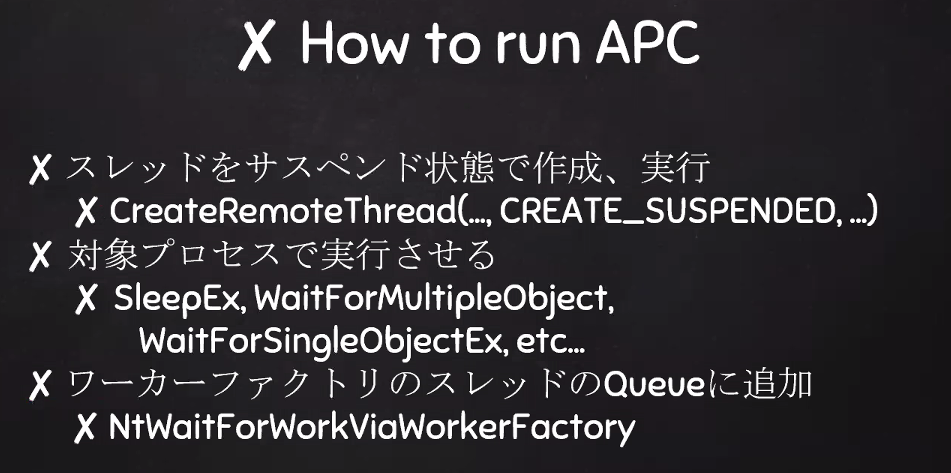 ✗ How to run APC
✗ スレッドをサスペンド状態で作成、実行
✗ CreateRemoteThread(..., CREATE_SUSPENDED, ...)
✗ 対象プロセスで実行させる
✗ SleepEx, WaitForMultipleObject,
WaitForSingleObjectEx, etc...
✗ ワーカーファクトリのスレッドのQueueに追加
✗ NtWaitForWorkViaWorkerFactory